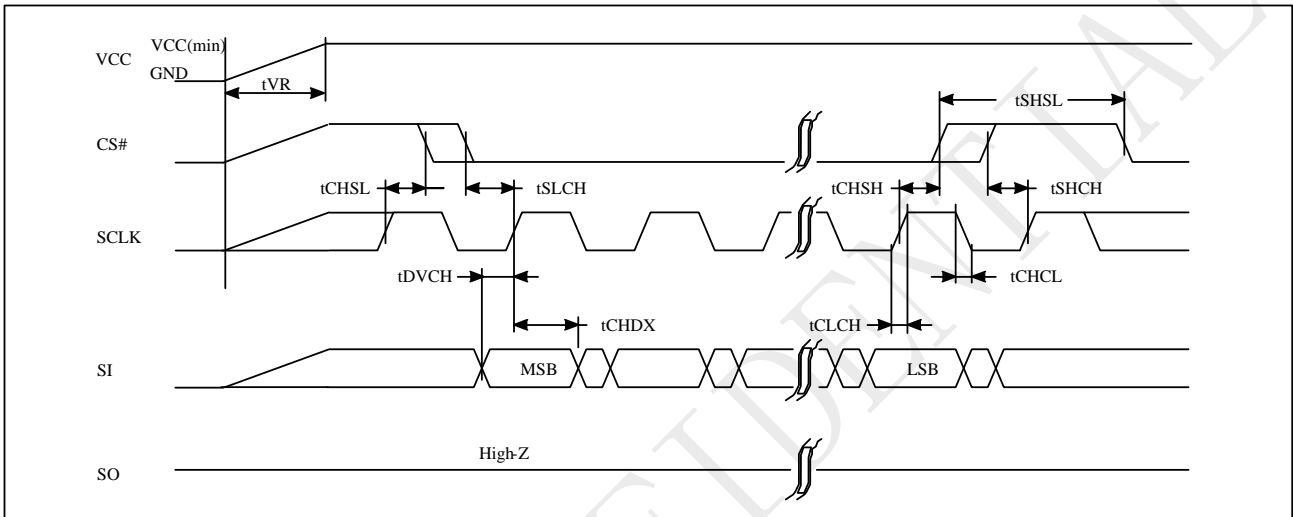 VCC
VCC(min)
GND
tVR
tSHSL
CS#
tCHSL
tSLCH
tCHSH
tSHCH
SCLK
tDVCH
tCHCL
tCHDX
tCLCH
SI
MSB
LSB
High-Z
SO